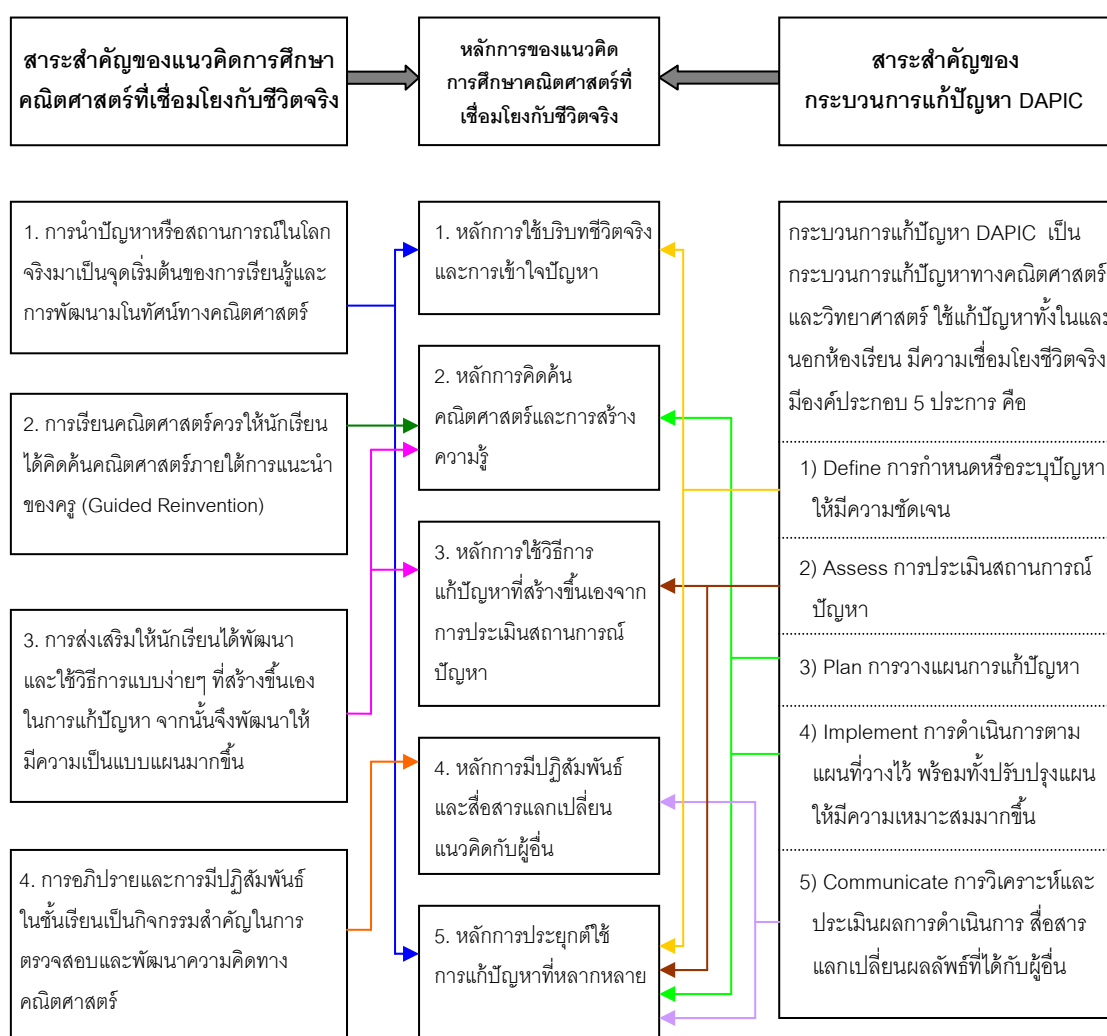 สาระสำคัญของแนวคิดการศึกษา
คณิตศาสตร์ที่เชื่อมโยงกับชีวิตจริง
หลักการของแนวคิด
การศึกษาคณิตศาสตร์ที่
เชื่อมโยงกับชีวิตจริง
สาระสำคัญของ
กระบวนการแก้ปัญหา DAPIC
1. การนำปัญหาหรือสถานการณ์ในโลก
จริงมาเป็นจุดเริ่มต้นของการเรียนรู้และ
การพัฒนามโนทัศน์ทางคณิตศาสตร์
2. การเรียนคณิตศาสตร์ควรให้นักเรียน
ได้คิดค้นคณิตศาสตร์ภายใต้การแนะนำ
ของครู (Guided Reinvention)
3. การส่งเสริมให้นักเรียนได้พัฒนา
และใช้วิธีการแบบง่ายๆ ที่สร้างขึ้นเอง
ในการแก้ปัญหา จากนั้นจึงพัฒนาให้
มีความเป็นแบบแผนมากขึ้น
4. การอภิปรายและการมีปฏิสัมพันธ์
ในชั้นเรียนเป็นกิจกรรมสำคัญในการ
ตรวจสอบและพัฒนาความคิดทาง
คณิตศาสตร์
1. หลักการใช้บริบทชีวิตจริง
และการเข้าใจปัญหา
2. หลักการคิดค้น
คณิตศาสตร์และการสร้าง
ความรู้
3. หลักการใช้วิธีการ
แก้ปัญหาที่สร้างขึ้นเองจาก
การประเมินสถานการณ์
ปัญหา
4. หลักการมีปฏิสัมพันธ์
และสื่อสารแลกเปลี่ยน
แนวคิดกับผู้อื่น
5. หลักการประยุกต์ใช้
การแก้ปัญหาที่หลากหลาย
กระบวนการแก้ปัญหา DAPIC เป็น
กระบวนการแก้ปัญหาทางคณิตศาสตร์
และวิทยาศาสตร์ ใช้แก้ปัญหาทั้งในและ
นอกห้องเรียน มีความเชื่อมโยงชีวิตจริง
มีองค์ประกอบ 5 ประการ คือ
1) Define การกำหนดหรือระบุปัญหา
ให้มีความชัดเจน
2) Assess การประเมินสถานการณ์
ปัญหา
3) Plan การวางแผนการแก้ปัญหา
4) Implement การดำเนินการตาม
แผนที่วางไว้ พร้อมทั้งปรับปรุงแผน
ให้มีความเหมาะสมมากขึ้น
5) Communicate การวิเคราะห์และ
ประเมินผลการดำเนินการ สื่อสาร
แลกเปลี่ยนผลลัพธ์ที่ได้กับผู้อื่น